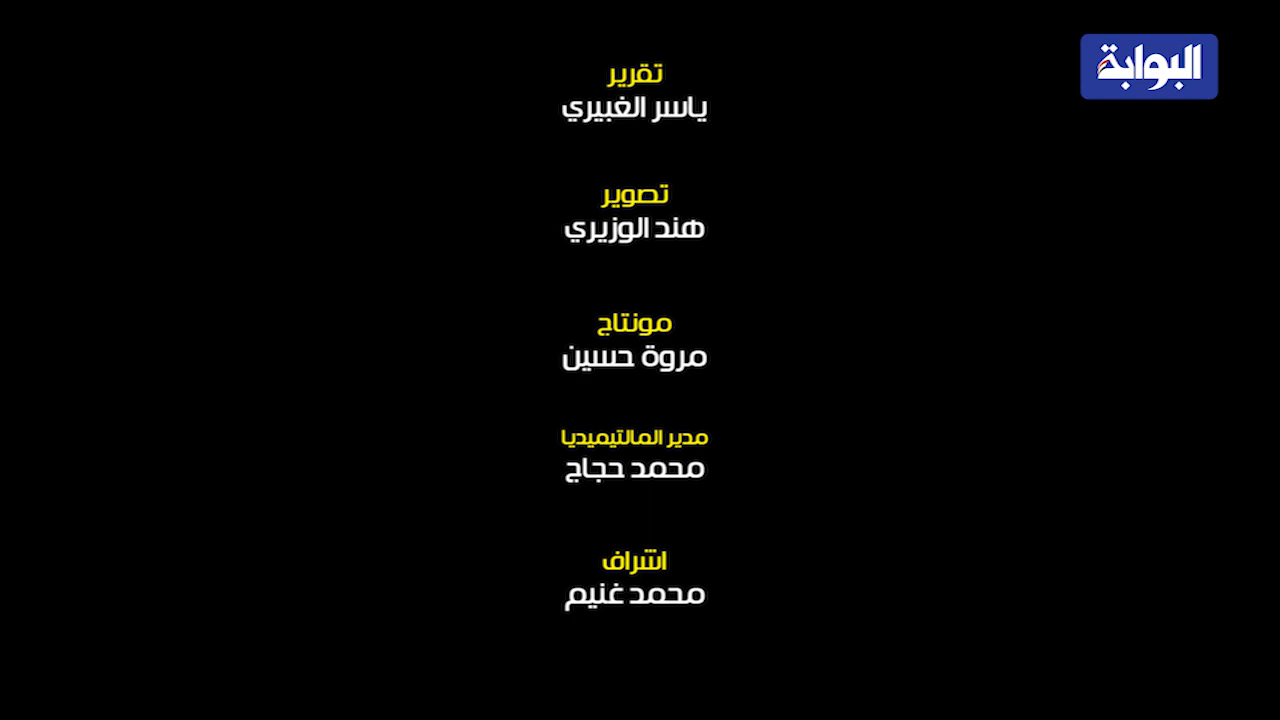 البوابة
تقرير
ياسر الغبيري
تصوير
هند الوزيري
مونتاج
مروة حسين
مدير المالتيميديا
محمد حجاج
اشراف
محمد غنيم